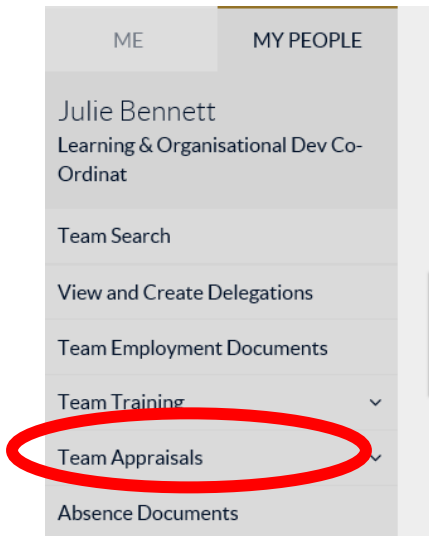 ME MY PEOPLE
Julie Bennett
Learning & Organisational Dev Co-
Ordinat
Team Search
View and Create Delegations
Team Employment Documents
Team Training
Team Appraisals
Absence Documents